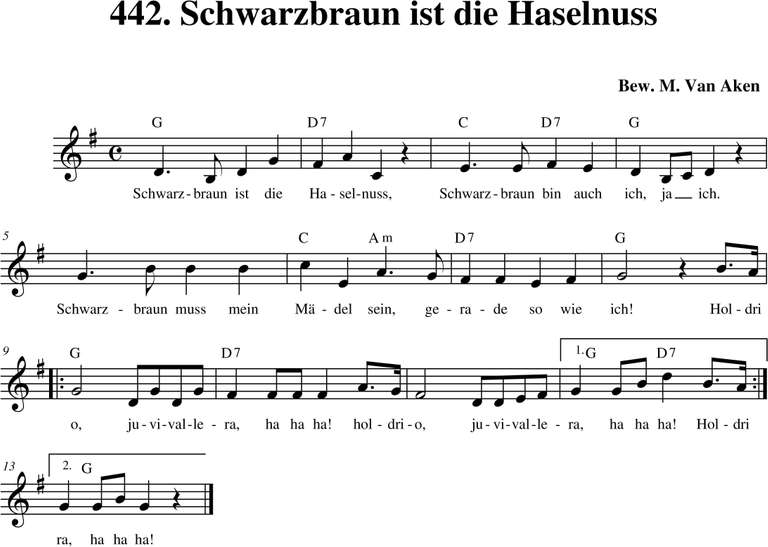 442. Schwarzbraun ist die Haselnuss
Bew. M. Van Aken
G D7 C D7 G
Schwarz-braun ist die Ha-sel-nuss, Schwarz-braun bin auch ich, ja __ ich.
5
C Am D7 G
Schwarz - braun muss mein Mä - del sein, ge - ra - de so wie ich! Hol - dri
9
G D7 1. G D7
o, ju - vi - val - le - ra, ha ha ha! hol - dri - o, ju - vi - val - le - ra, ha ha ha! Hol - dri
13
2. G
ra, ha ha ha!